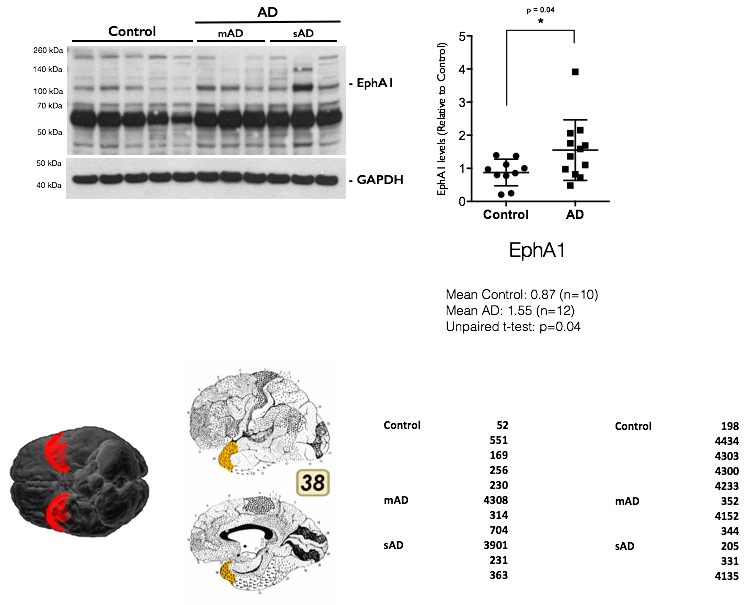 AD
Control
mAD
sAD
260 kDa
140 kDa
100 kDa
70 kDa
50 kDa
50 kDa
40 kDa
- EphA1
- GAPDH
p = 0.04
*
EphA1 levels (Relative to Control)
5
4
3
2
1
0
Control
AD
EphA1
Mean Control: 0.87 (n=10)
Mean AD: 1.55 (n=12)
Unpaired t-test: p=0.04
38
Control 52
551
169
256
230
mAD 4308
314
704
sAD 3901
231
363
Control 198
4434
4303
4300
4233
mAD 352
4152
344
sAD 205
331
4135